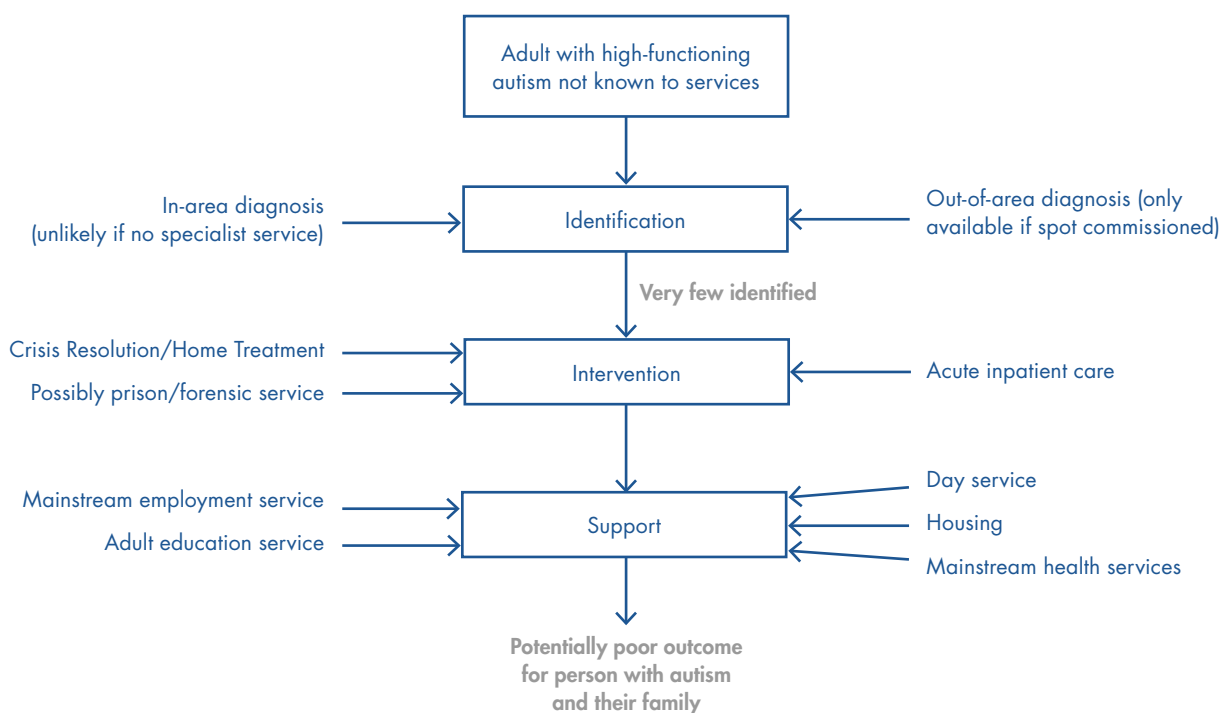 Adult with high-functioning
autism not known to services
In-area diagnosis
(unlikely if no specialist service)
Identification
Out-of-area diagnosis (only
available if spot commissioned)
Very few identified
Crisis Resolution/Home Treatment
Possibly prison/forensic service
Intervention
Acute inpatient care
Mainstream employment service
Adult education service
Support
Day service
Housing
Mainstream health services
Potentially poor outcome
for person with autism
and their family